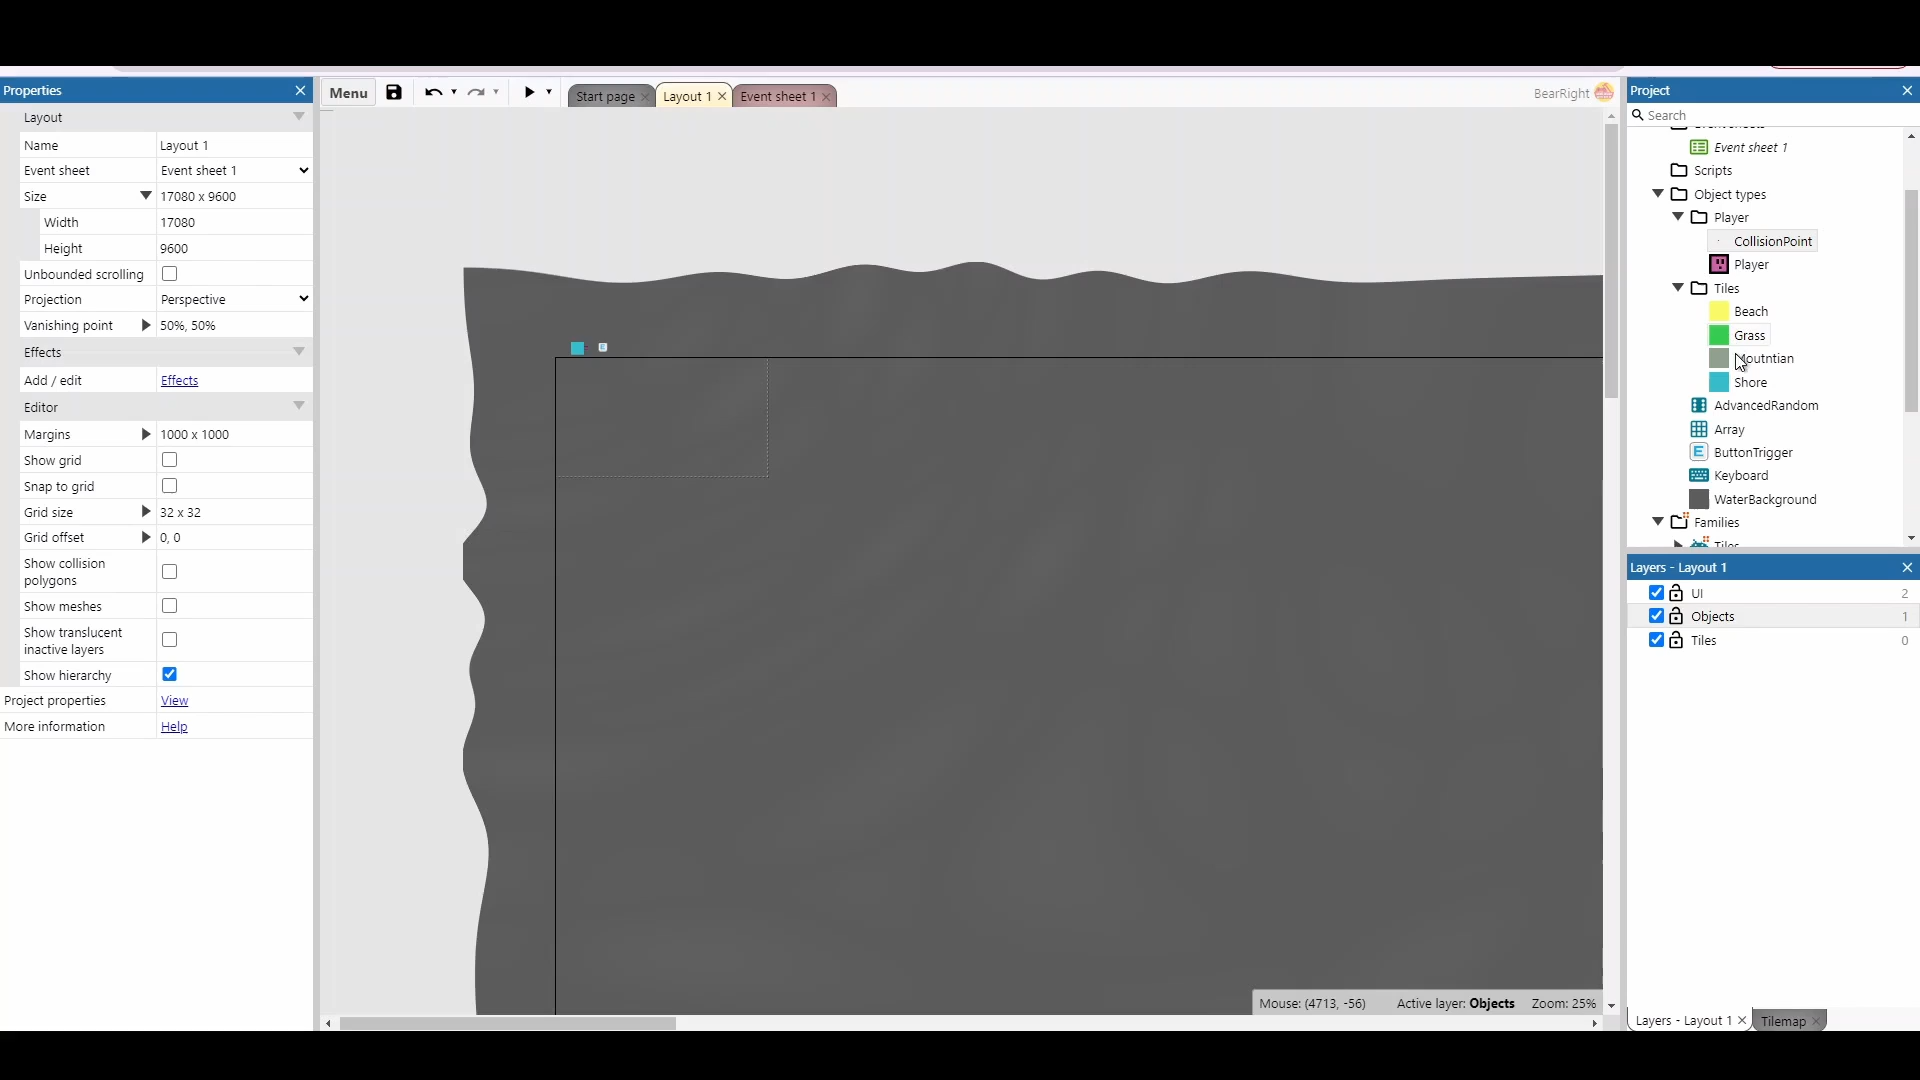 Properties
Layout
Name Layout 1
Event sheet Event sheet 1
Size 17080 x 9600
Width 17080
Height 9600
Unbounded scrolling
Projection Perspective
Vanishing point 50%, 50%
Effects
Add / edit Effects
Editor
Margins 1000 x 1000
Show grid
Snap to grid
Grid size 32 x 32
Grid offset 0, 0
Show collision
polygons
Show meshes
Show translucent
inactive layers
Show hierarchy
Project properties View
More information Help
Menu
Start page
Layout 1
Event sheet 1
BearRight
E
Mouse: (4713, -56) Active layer: Objects Zoom: 25%
Project
Search
Event sheet 1
Scripts
Object types
Player
CollisionPoint
Player
Tiles
Beach
Grass
Moutntian
Shore
AdvancedRandom
Array
E ButtonTrigger
Keyboard
WaterBackground
Families
Tiles
Layers - Layout 1
UI 2
Objects 1
Tiles 0
Layers - Layout 1
Tilemap